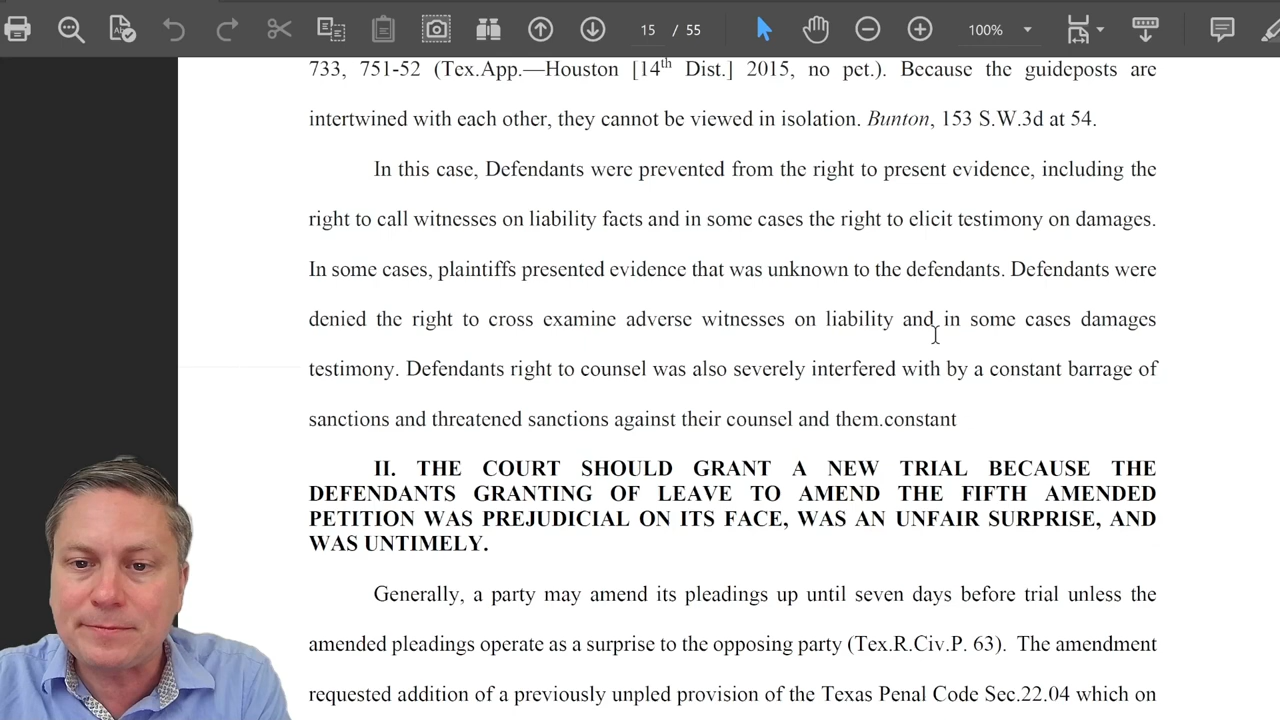 15 / 55
100%
733, 751-52 (Tex.App.—Houston [14th Dist.] 2015, no pet.). Because the guideposts are
intertwined with each other, they cannot be viewed in isolation. Bunton, 153 S.W.3d at 54.
In this case, Defendants were prevented from the right to present evidence, including the
right to call witnesses on liability facts and in some cases the right to elicit testimony on damages.
In some cases, plaintiffs presented evidence that was unknown to the defendants. Defendants were
denied the right to cross examine adverse witnesses on liability and in some cases damages
testimony. Defendants right to counsel was also severely interfered with by a constant barrage of
sanctions and threatened sanctions against their counsel and them.constant
II. THE COURT SHOULD GRANT A NEW TRIAL BECAUSE THE
DEFENDANTS GRANTING OF LEAVE TO AMEND THE FIFTH AMENDED
PETITION WAS PREJUDICIAL ON ITS FACE, WAS AN UNFAIR SURPRISE, AND
WAS UNTIMELY.
Generally, a party may amend its pleadings up until seven days before trial unless the
amended pleadings operate as a surprise to the opposing party (Tex.R.Civ.P. 63). The amendment
requested addition of a previously unpled provision of the Texas Penal Code Sec.22.04 which on